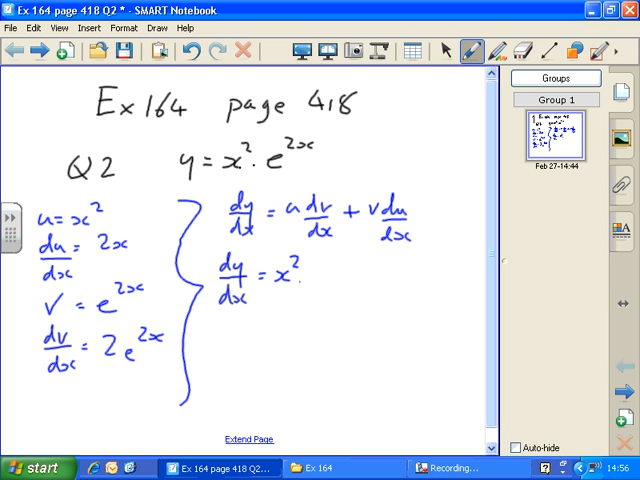 Ex 164 page 418 Q2 * - SMART Notebook
File Edit View Insert Format Draw Help
Groups
Group 1
Feb 27-14:44
Ex 164 page 418
Q2 y = x². e^2x
u = x²
du/dx = 2x
v = e^2x
dv/dx = 2e^2x
dy/dx = u dv/dx + v du/dx
dy/dx = x².
Extend Page
Auto-hide
start Ex 164 page 418 Q2... Ex 164 Recording... 14:56